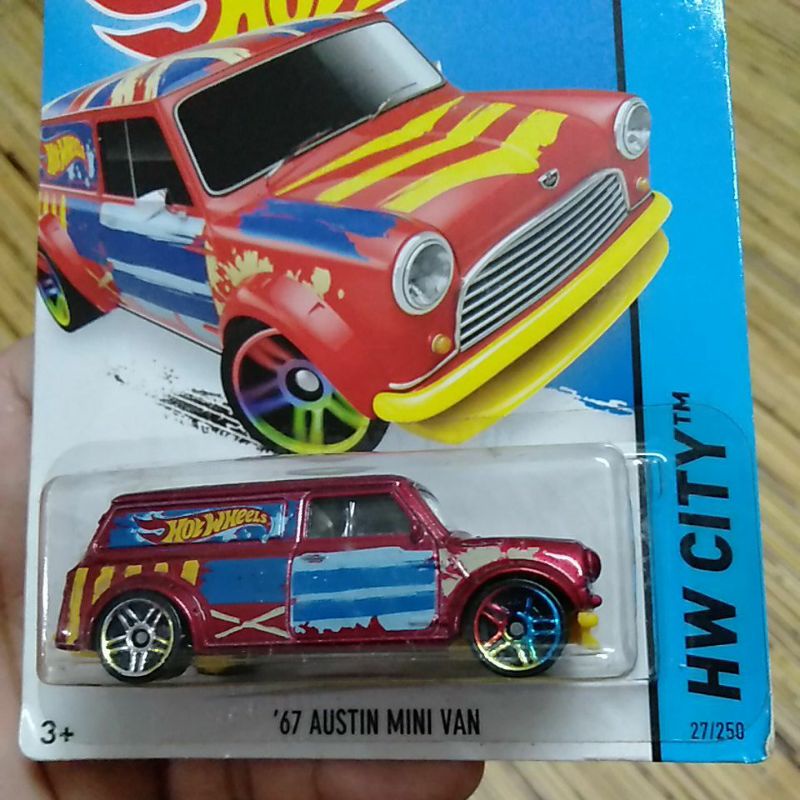 HOT WHEELS
HOT WHEELS
HW CITY™
'67 AUSTIN MINI VAN
3+
27/250